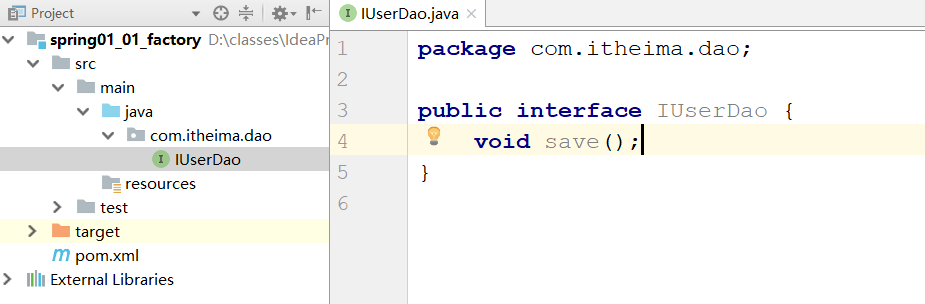 Project
spring01_01_factory D:\classes\IdeaPr
src
main
java
com.itheima.dao
IUserDao
resources
test
target
pom.xml
External Libraries
IUserDao.java
1 package com.itheima.dao;
2
3 public interface IUserDao {
4 void save();
5 }
6